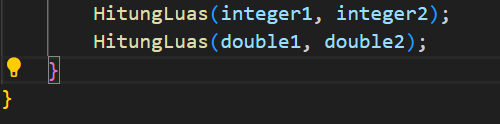 HitungLuas(integer1, integer2);
HitungLuas(double1, double2);
}
}